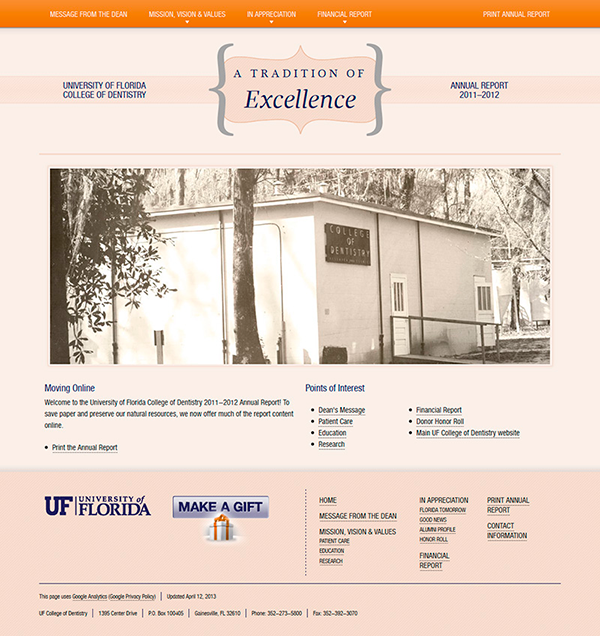 MESSAGE FROM THE DEAN MISSION, VISION & VALUES IN APPRECIATION FINANCIAL REPORT PRINT ANNUAL REPORT
UNIVERSITY OF FLORIDA
COLLEGE OF DENTISTRY
A TRADITION OF
Excellence
ANNUAL REPORT
2011–2012
COLLEGE
OF
DENTISTRY
Moving Online
Welcome to the University of Florida College of Dentistry 2011–2012 Annual Report! To
save paper and preserve our natural resources, we now offer much of the report content
online.
Print the Annual Report
Points of Interest
Dean's Message
Patient Care
Education
Research
Financial Report
Donor Honor Roll
Main UF College of Dentistry website
UF UNIVERSITY of
FLORIDA
MAKE A GIFT
HOME
MESSAGE FROM THE DEAN
MISSION, VISION & VALUES
PATIENT CARE
EDUCATION
RESEARCH
IN APPRECIATION
FLORIDA TOMORROW
GOOD NEWS
ALUMNI PROFILE
HONOR ROLL
FINANCIAL
REPORT
PRINT ANNUAL
REPORT
CONTACT
INFORMATION
This page uses Google Analytics (Google Privacy Policy) | Updated April 12, 2013
UF College of Dentistry | 1395 Center Drive | P.O. Box 100405 | Gainesville, FL 32610 | Phone: 352-273-5800 | Fax: 352-392-3070